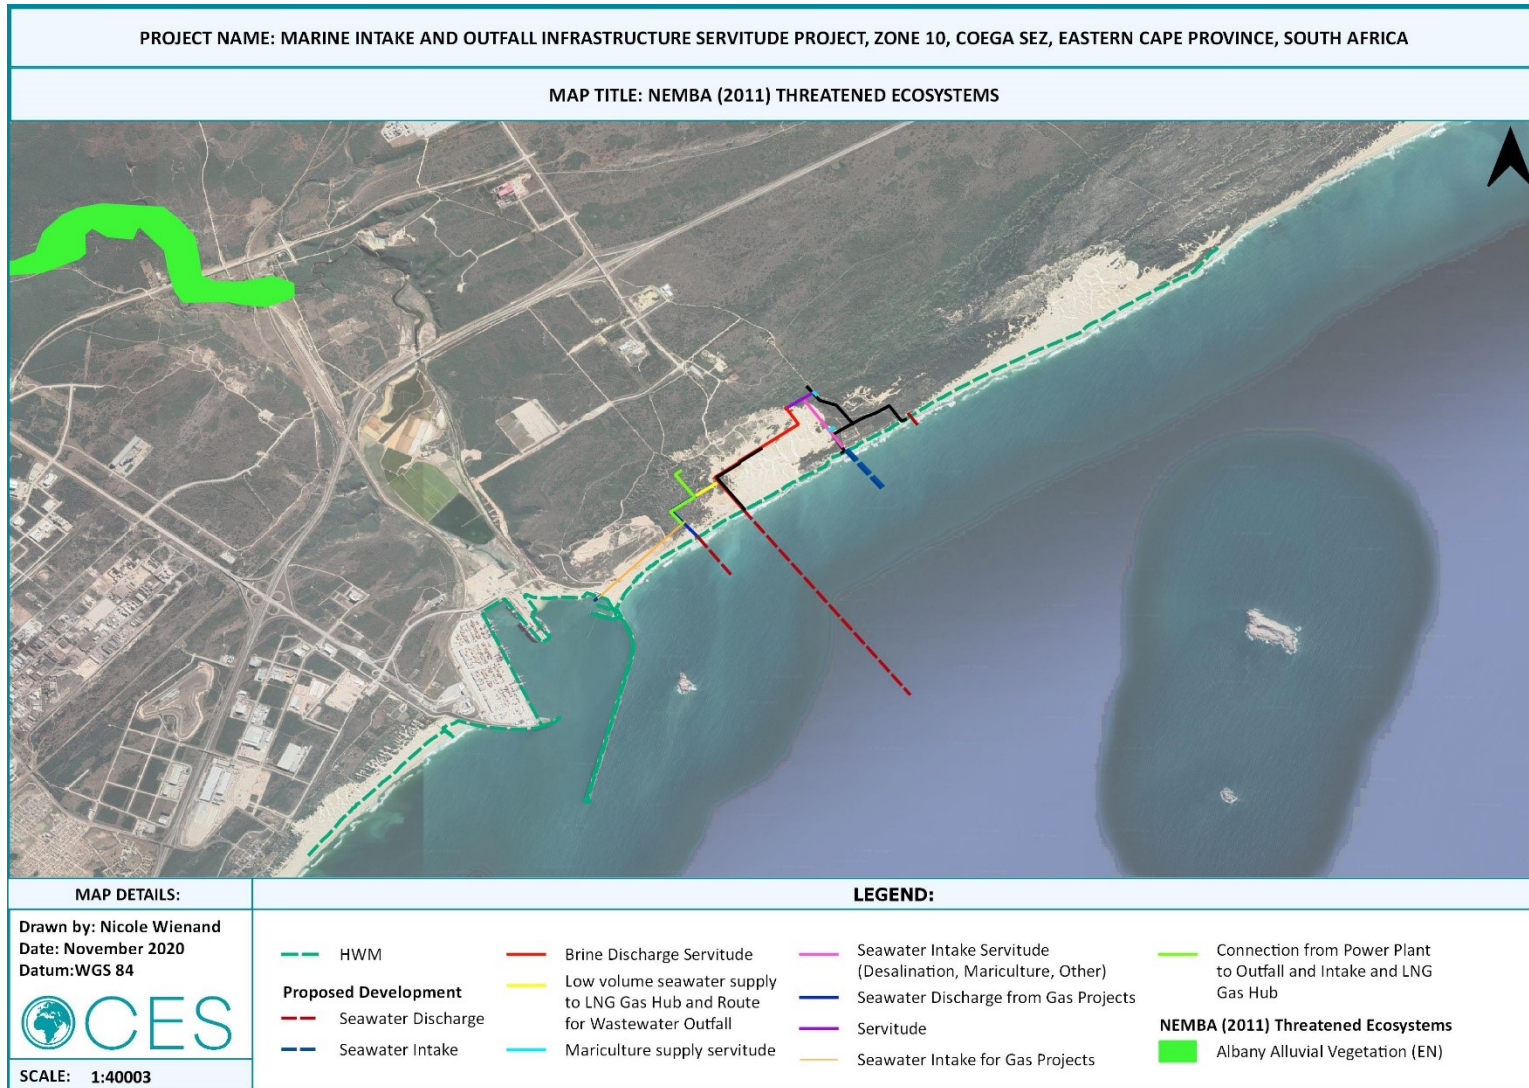 PROJECT NAME: MARINE INTAKE AND OUTFALL INFRASTRUCTURE SERVITUDE PROJECT, ZONE 10, COEGA SEZ, EASTERN CAPE PROVINCE, SOUTH AFRICA
MAP TITLE: NEMBA (2011) THREATENED ECOSYSTEMS
MAP DETAILS:
Drawn by: Nicole Wienand
Date: November 2020
Datum:WGS 84
CES
SCALE: 1:40003
LEGEND:
HWM
Proposed Development
Seawater Discharge
Seawater Intake
Brine Discharge Servitude
Low volume seawater supply
to LNG Gas Hub and Route
for Wastewater Outfall
Mariculture supply servitude
Seawater Intake Servitude
(Desalination, Mariculture, Other)
Seawater Discharge from Gas Projects
Servitude
Seawater Intake for Gas Projects
Connection from Power Plant
to Outfall and Intake and LNG
Gas Hub
NEMBA (2011) Threatened Ecosystems
Albany Alluvial Vegetation (EN)